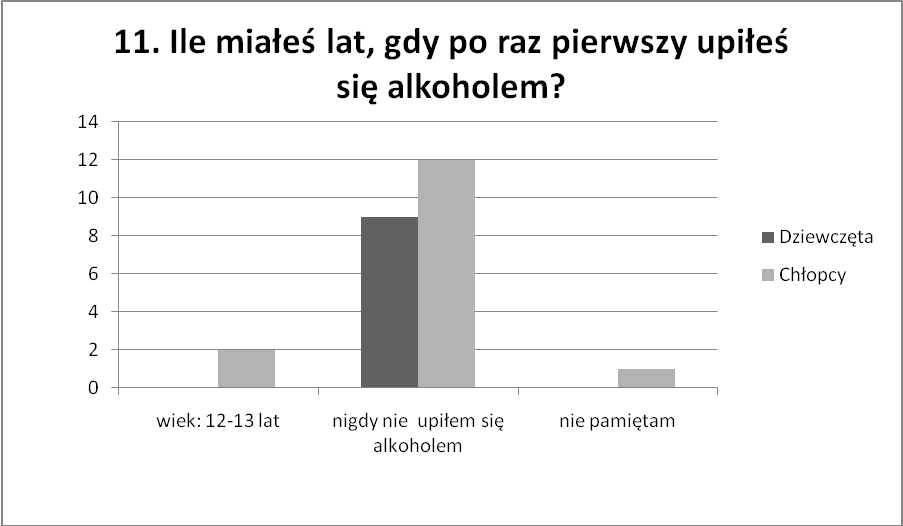 11. Ile miałeś lat, gdy po raz pierwszy upiłeś
się alkoholem?
14
12
10
8
6
4
2
0
wiek: 12-13 lat
nigdy nie upiłem się
alkoholem
nie pamiętam
Dziewczęta
Chłopcy